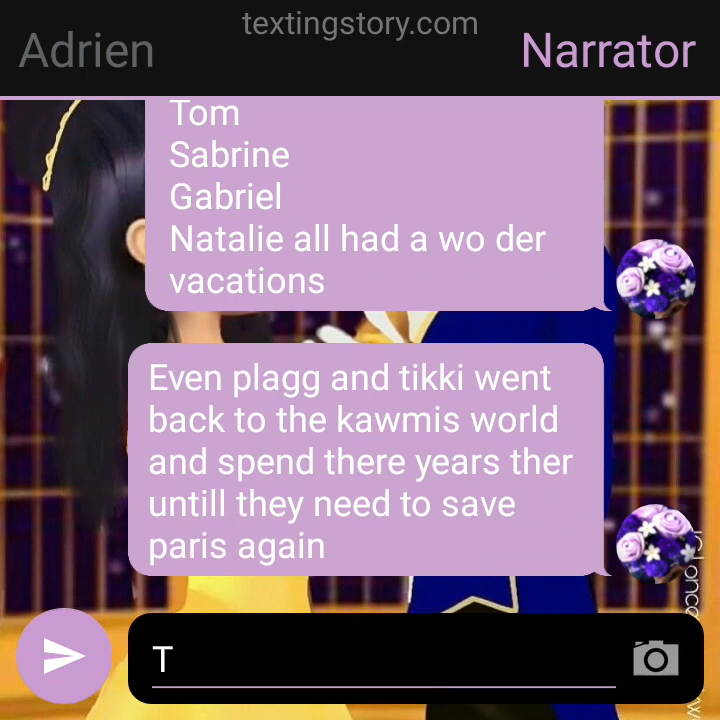 textingstory.com
Adrien
Narrator
Tom
Sabrine
Gabriel
Natalie all had a wo der
vacations
Even plagg and tikki went
back to the kawmis world
and spend there years ther
untill they need to save
paris again
T